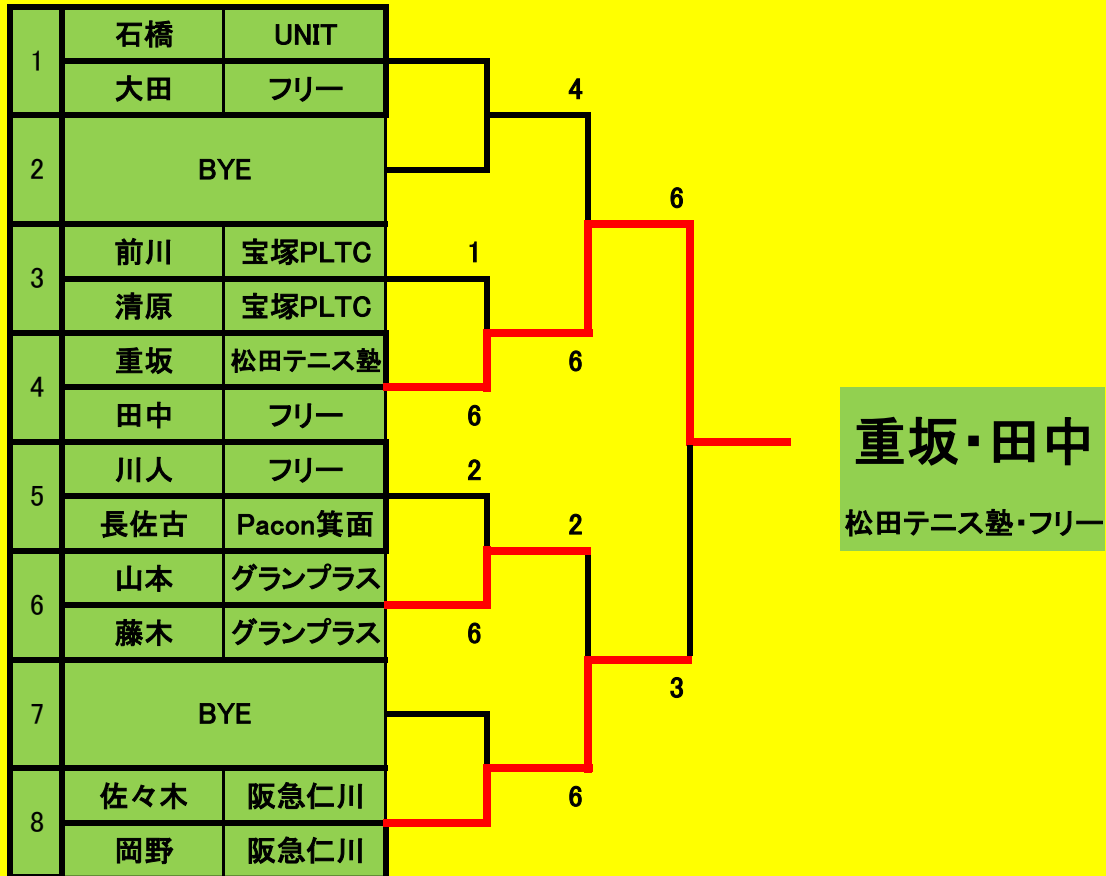 1
石橋 UNIT
大田 フリー
2
BYE
3
前川 宝塚PLTC
清原 宝塚PLTC
4
重坂 松田テニス塾
田中 フリー
5
川人 フリー
長佐古 Pacon箕面
6
山本 グランプラス
藤木 グランプラス
7
BYE
8
佐々木 阪急仁川
岡野 阪急仁川
1
6
2
6
4
6
2
6
6
3
重坂・田中
松田テニス塾・フリー